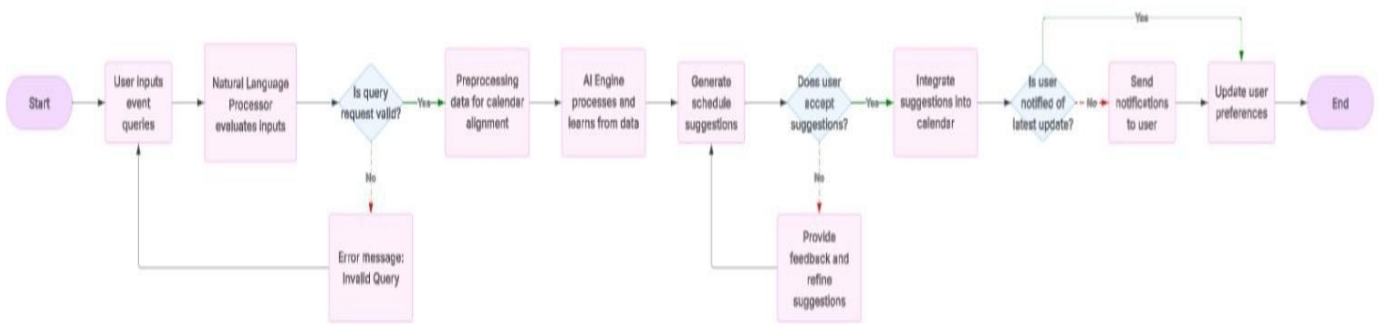 Start
User inputs
event
queries
Natural Language
Processor
evaluates inputs
Is query
request valid?
Yes
No
Error message:
Invalid Query
Preprocessing
data for calendar
alignment
AI Engine
processes and
learns from data
Generate
schedule
suggestions
Does user
accept
suggestions?
Yes
No
Provide
feedback and
refine
suggestions
Integrate
suggestions into
calendar
Is user
notified of
latest update?
Yes
No
Send
notifications
to user
Update user
preferences
End